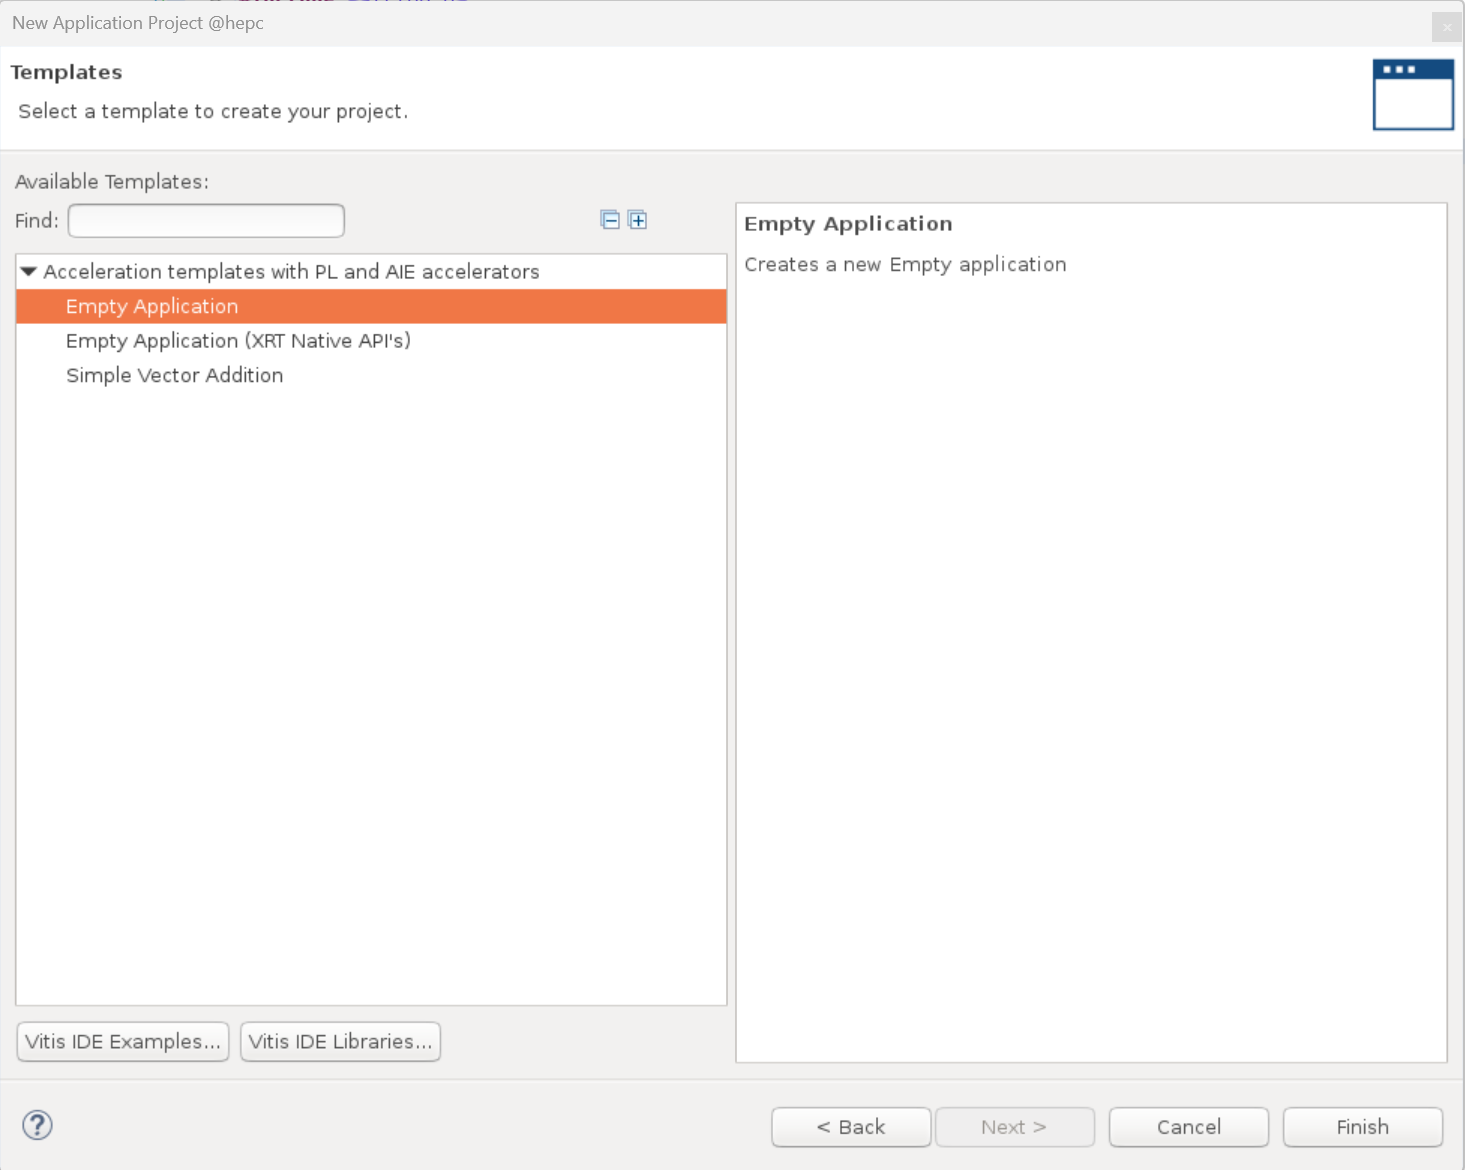 New Application Project @hepc
Templates
Select a template to create your project.
Available Templates:
Find:
Acceleration templates with PL and AIE accelerators
Empty Application
Empty Application (XRT Native API's)
Simple Vector Addition
Empty Application
Creates a new Empty application
Vitis IDE Examples...
Vitis IDE Libraries...
< Back
Next >
Cancel
Finish